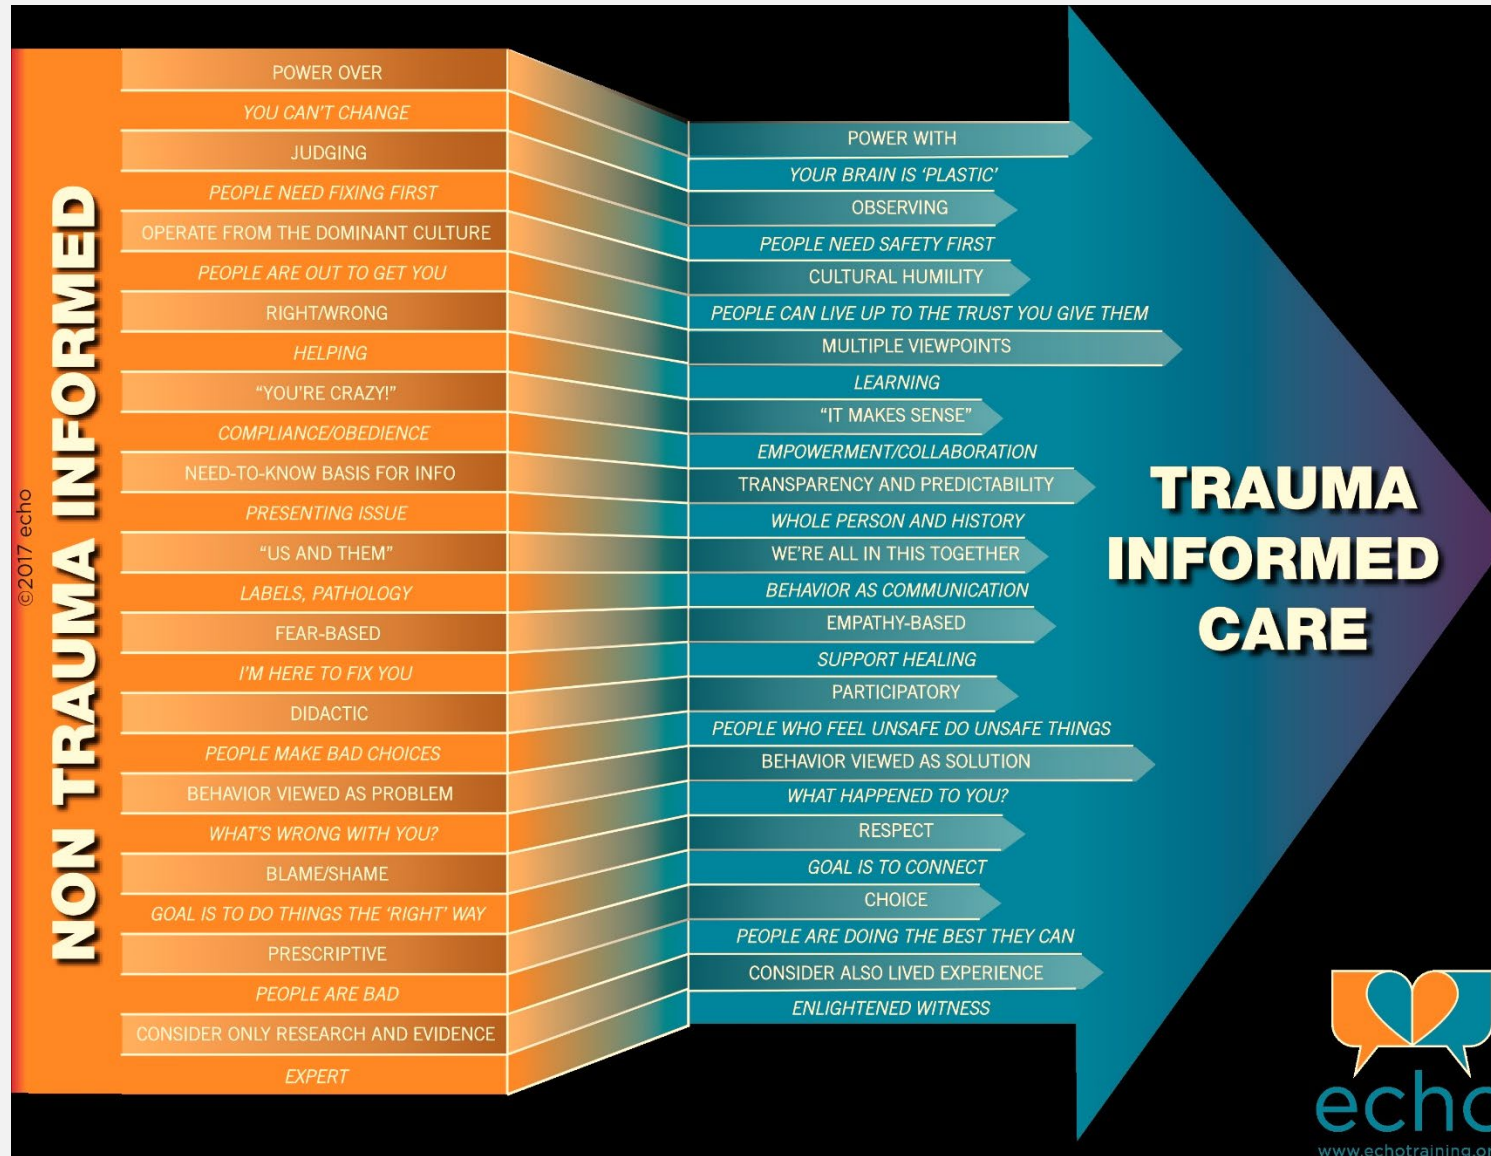 NON TRAUMA INFORMED
©2017 echo
POWER OVER
YOU CAN'T CHANGE
JUDGING
PEOPLE NEED FIXING FIRST
OPERATE FROM THE DOMINANT CULTURE
PEOPLE ARE OUT TO GET YOU
RIGHT/WRONG
HELPING
"YOU'RE CRAZY!"
COMPLIANCE/OBEDIENCE
NEED-TO-KNOW BASIS FOR INFO
PRESENTING ISSUE
"US AND THEM"
LABELS, PATHOLOGY
FEAR-BASED
I'M HERE TO FIX YOU
DIDACTIC
PEOPLE MAKE BAD CHOICES
BEHAVIOR VIEWED AS PROBLEM
WHAT'S WRONG WITH YOU?
BLAME/SHAME
GOAL IS TO DO THINGS THE 'RIGHT' WAY
PRESCRIPTIVE
PEOPLE ARE BAD
CONSIDER ONLY RESEARCH AND EVIDENCE
EXPERT
POWER WITH
YOUR BRAIN IS 'PLASTIC'
OBSERVING
PEOPLE NEED SAFETY FIRST
CULTURAL HUMILITY
PEOPLE CAN LIVE UP TO THE TRUST YOU GIVE THEM
MULTIPLE VIEWPOINTS
LEARNING
"IT MAKES SENSE"
EMPOWERMENT/COLLABORATION
TRANSPARENCY AND PREDICTABILITY
WHOLE PERSON AND HISTORY
WE'RE ALL IN THIS TOGETHER
BEHAVIOR AS COMMUNICATION
EMPATHY-BASED
SUPPORT HEALING
PARTICIPATORY
PEOPLE WHO FEEL UNSAFE DO UNSAFE THINGS
BEHAVIOR VIEWED AS SOLUTION
WHAT HAPPENED TO YOU?
RESPECT
GOAL IS TO CONNECT
CHOICE
PEOPLE ARE DOING THE BEST THEY CAN
CONSIDER ALSO LIVED EXPERIENCE
ENLIGHTENED WITNESS
TRAUMA
INFORMED
CARE
echo
www.echotraining.or